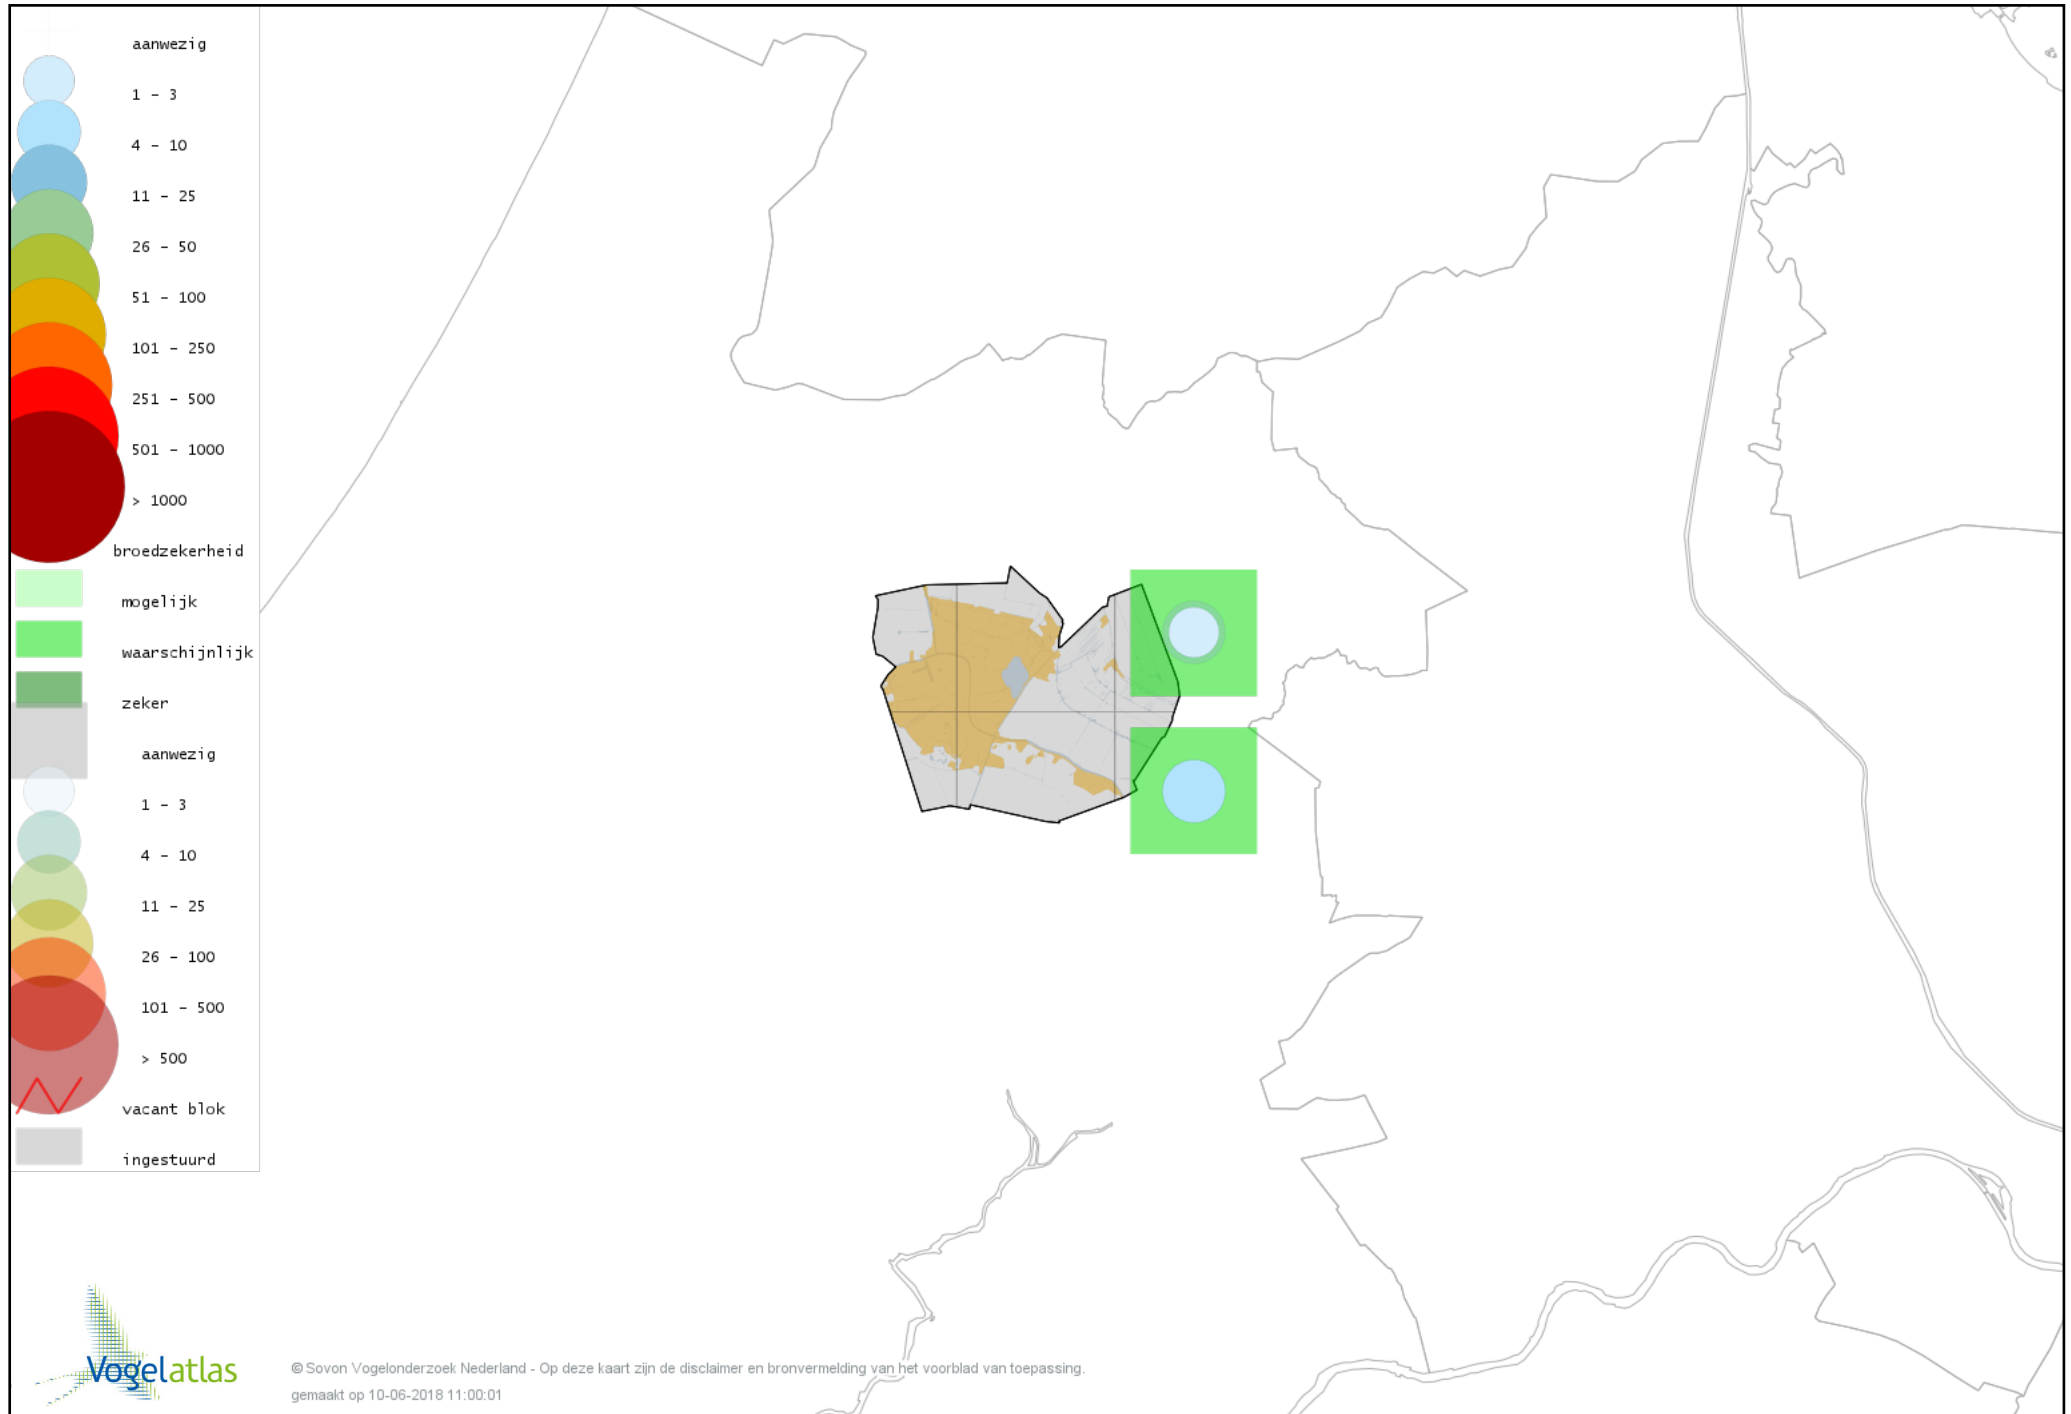 aanwezig
1 - 3
4 - 10
11 - 25
26 - 50
51 - 100
101 - 250
251 - 500
501 - 1000
> 1000
broedzekerheid
mogelijk
waarschijnlijk
zeker
aanwezig
1 - 3
4 - 10
11 - 25
26 - 100
101 - 500
> 500
vacant blok
ingestuurd
Vogelatlas
© Sovon Vogelonderzoek Nederland - Op deze kaart zijn de disclaimer en bronvermelding van het voorblad van toepassing.
gemaakt op 10-06-2018 11:00:01